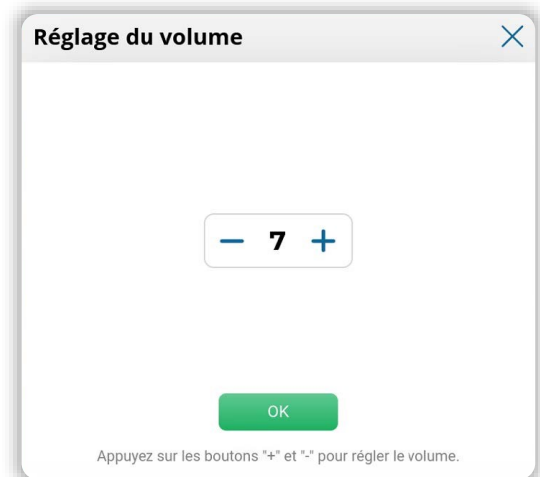 Réglage du volume
− 7 +
OK
Appuyez sur les boutons "+" et "-" pour régler le volume.